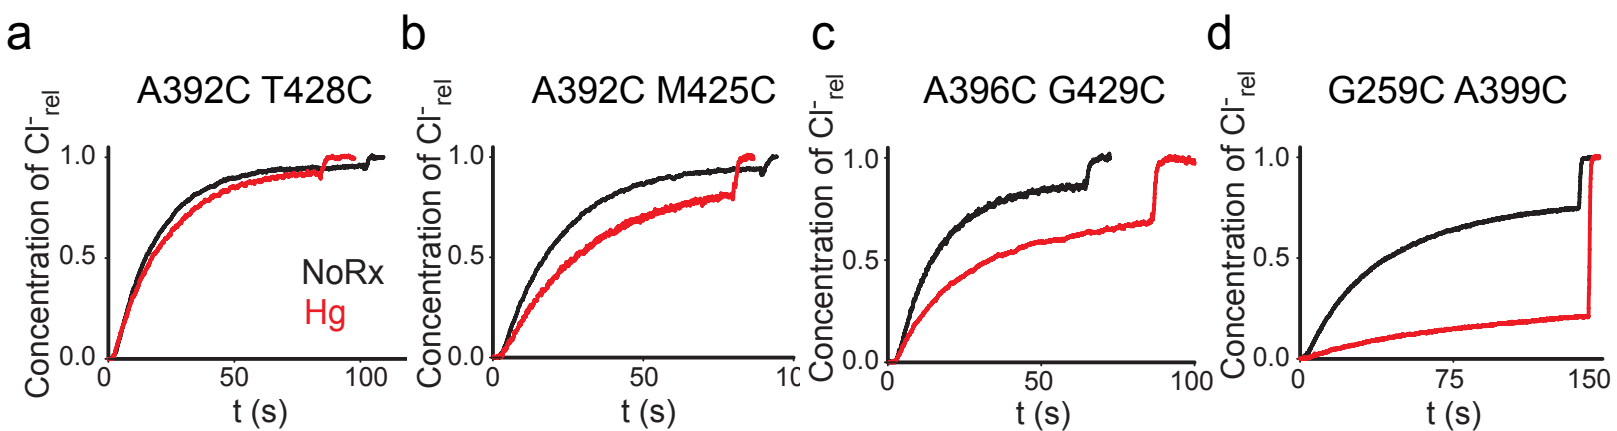 a
b
c
d
A392C T428C
A392C M425C
A396C G429C
G259C A399C
Concentration of Cl⁻rel
1.0
0.5
0.0
0
50
100
t (s)
NoRx
Hg
Concentration of Cl⁻rel
1.0
0.5
0.0
0
50
t (s)
Concentration of Cl⁻rel
1.0
0.5
0.0
0
50
100
t (s)
Concentration of Cl⁻rel
1.0
0.5
0.0
0
75
150
t (s)